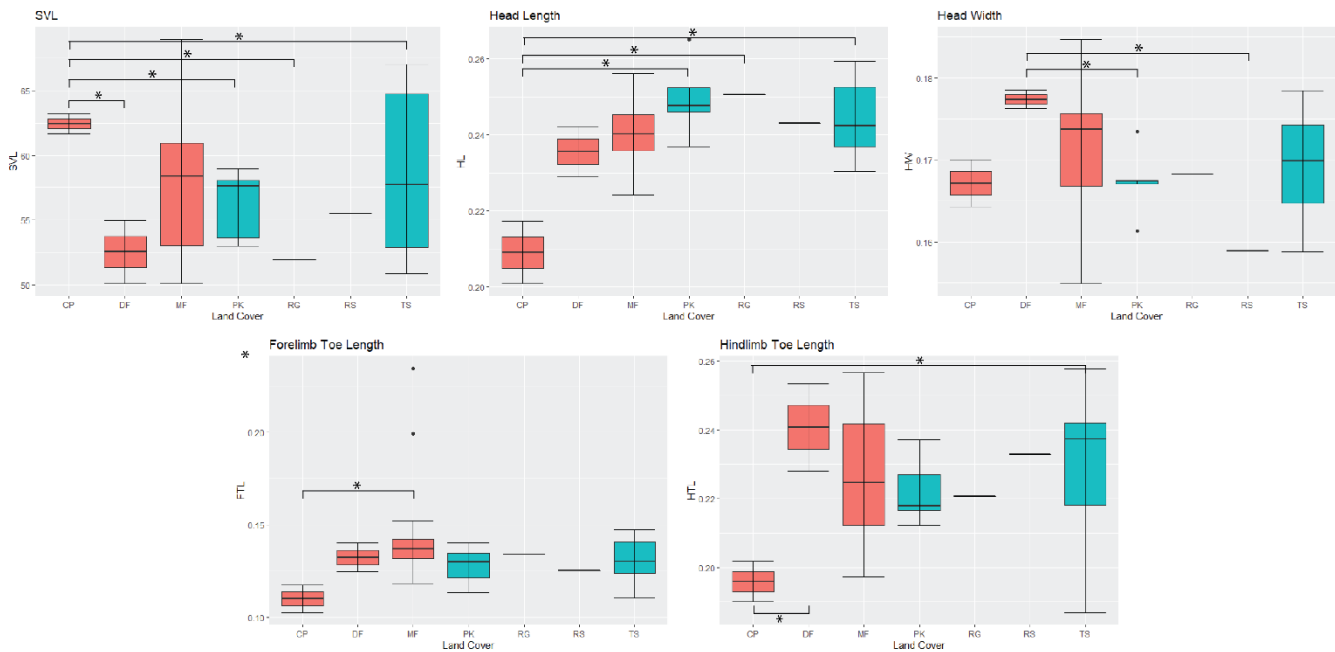 SVL
*
*
*
*
65
60
55
50
SVL
CP DF MF PK RG RS TS
Land Cover
Head Length
*
*
*
0.26
0.24
0.22
0.20
HL
CP DF MF PK RG RS TS
Land Cover
Head Width
*
*
0.18
0.17
0.16
HW
CP DF MF PK RG RS TS
Land Cover
*
Forelimb Toe Length
*
0.20
0.15
0.10
FTL
CP DF MF PK RG RS TS
Land Cover
Hindlimb Toe Length
*
0.26
0.24
0.22
0.20
HTL
*
CP DF MF PK RG RS TS
Land Cover